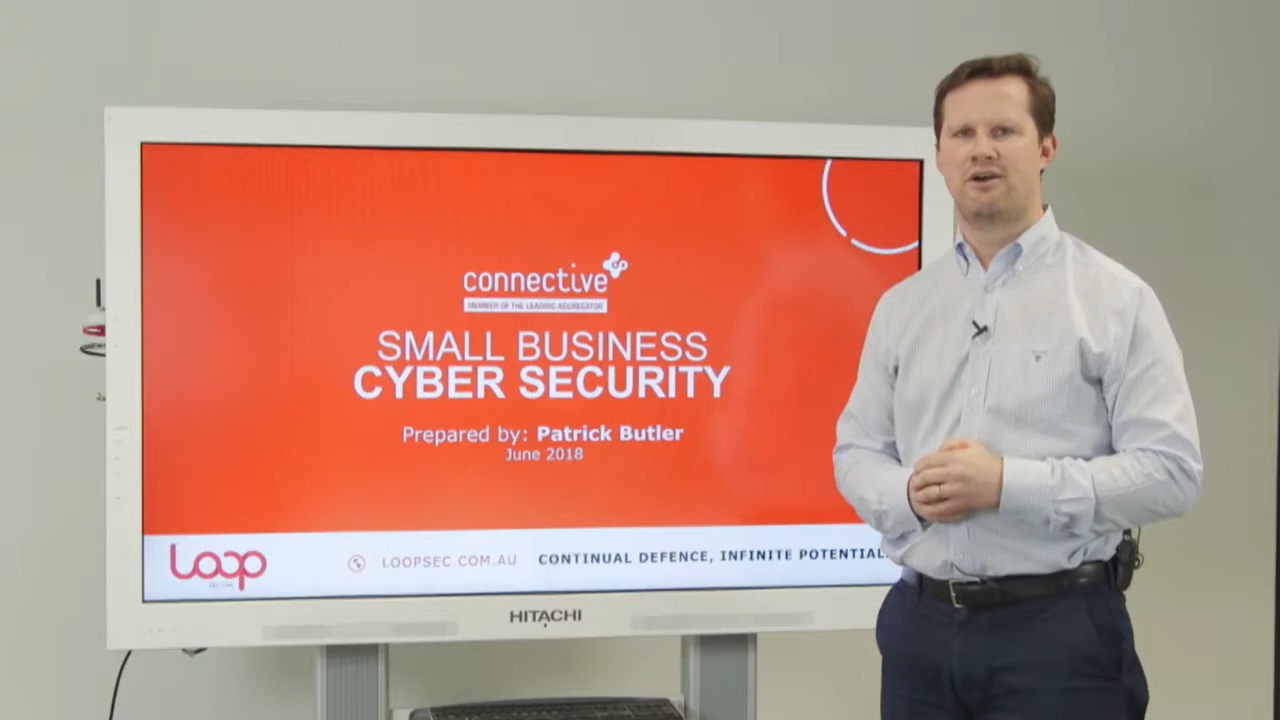 connective
MEMBER OF THE LEADING AGGREGATOR
SMALL BUSINESS
CYBER SECURITY
Prepared by: Patrick Butler
June 2018
Loop
LOOPSEC.COM.AU
CONTINUAL DEFENCE, INFINITE POTENTIAL.
HITACHI